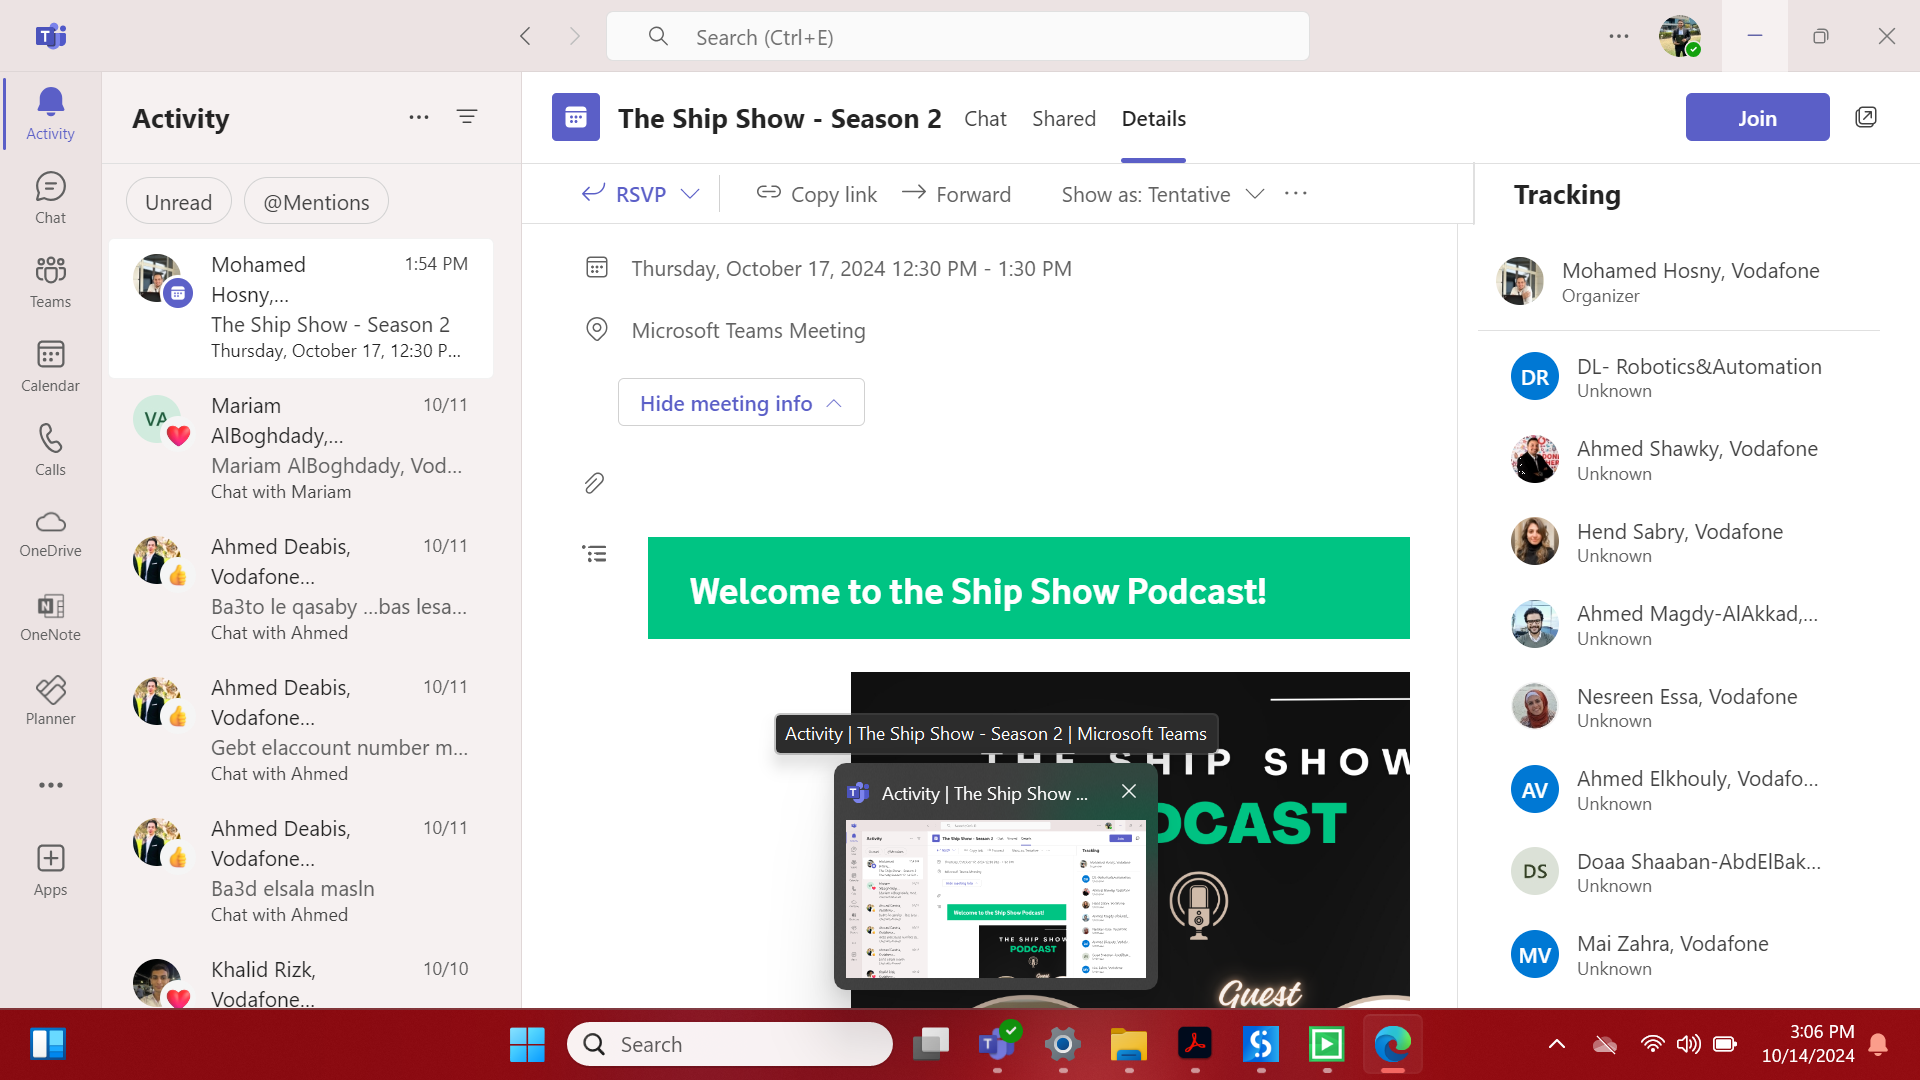 Search (Ctrl+E)
Activity
Chat
Teams
Calendar
Calls
OneDrive
OneNote
Planner
Apps
Activity
Unread
@Mentions
Mohamed
Hosny,...
1:54 PM
The Ship Show - Season 2
Thursday, October 17, 12:30 P...
VA
Mariam
AlBoghdady,...
10/11
Mariam AlBoghdady, Vod...
Chat with Mariam
Ahmed Deabis,
Vodafone...
10/11
Ba3to le qasaby ...bas lesa...
Chat with Ahmed
Ahmed Deabis,
Vodafone...
10/11
Gebt elaccount number m...
Chat with Ahmed
Ahmed Deabis,
Vodafone...
10/11
Ba3d elsala masln
Chat with Ahmed
Khalid Rizk,
Vodafone...
10/10
The Ship Show - Season 2
Chat
Shared
Details
Join
RSVP
Copy link
Forward
Show as: Tentative
Thursday, October 17, 2024 12:30 PM - 1:30 PM
Microsoft Teams Meeting
Hide meeting info
Welcome to the Ship Show Podcast!
THE SHIP SHOW
Activity | The Ship Show - Season 2 | Microsoft Teams
Activity | The Ship Show ...
Welcome to the Ship Show Podcast!
THE SHIP SHOW
PODCAST
Guest
Tracking
Mohamed Hosny, Vodafone
Organizer
DR
DL- Robotics&Automation
Unknown
Ahmed Shawky, Vodafone
Unknown
Hend Sabry, Vodafone
Unknown
Ahmed Magdy-AlAkkad,...
Unknown
Nesreen Essa, Vodafone
Unknown
AV
Ahmed Elkhouly, Vodafo...
Unknown
DS
Doaa Shaaban-AbdElBak...
Unknown
MV
Mai Zahra, Vodafone
Unknown
Search
3:06 PM
10/14/2024